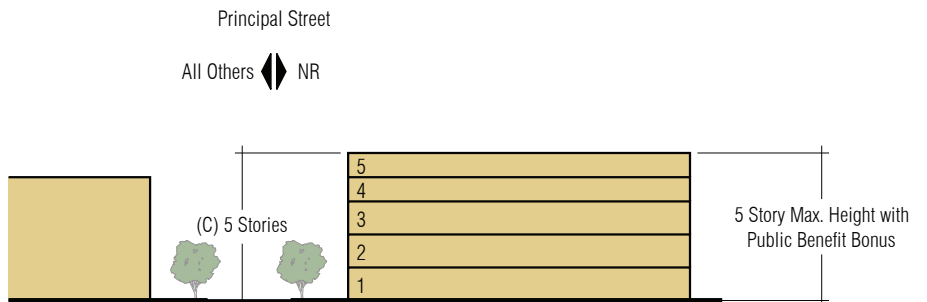 Principal Street
All Others NR
5
4
(C) 5 Stories
3
2
1
5 Story Max. Height with
Public Benefit Bonus